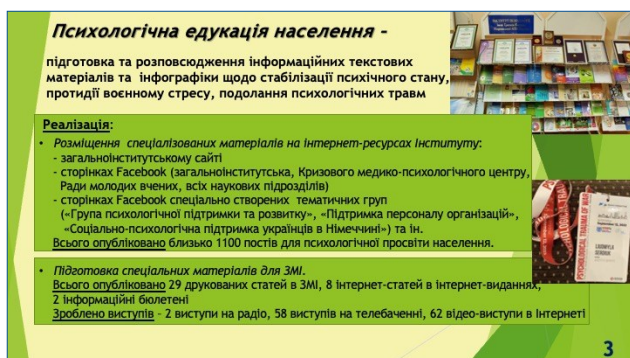 Психологічна едукація населення -
підготовка та розповсюдження інформаційних текстових
матеріалів та інфографіки щодо стабілізації психічного стану,
протидії воєнному стресу, подолання психологічних травм
Реалізація:
• Розміщення спеціалізованих матеріалів на інтернет-ресурсах Інституту:
- загальноінститутському сайті
- сторінках Facebook (загальноінститутська, Кризового медико-психологічного центру,
Ради молодих вчених, всіх наукових підрозділів)
- сторінках Facebook спеціально створених тематичних груп
(«Група психологічної підтримки та розвитку», «Підтримка персоналу організацій»,
«Соціально-психологічна підтримка українців в Німеччині») та ін.
Всього опубліковано близько 1100 постів для психологічної просвіти населення.
• Підготовка спеціальних матеріалів для ЗМІ.
Всього опубліковано 29 друкованих статей в ЗМІ, 8 інтернет-статей в інтернет-виданнях,
2 інформаційні бюлетені
Зроблено виступів – 2 виступи на радіо, 58 виступів на телебаченні, 62 відео-виступи в Інтернеті
PSYCHOLOGICAL TRAUMA OF WAR
3